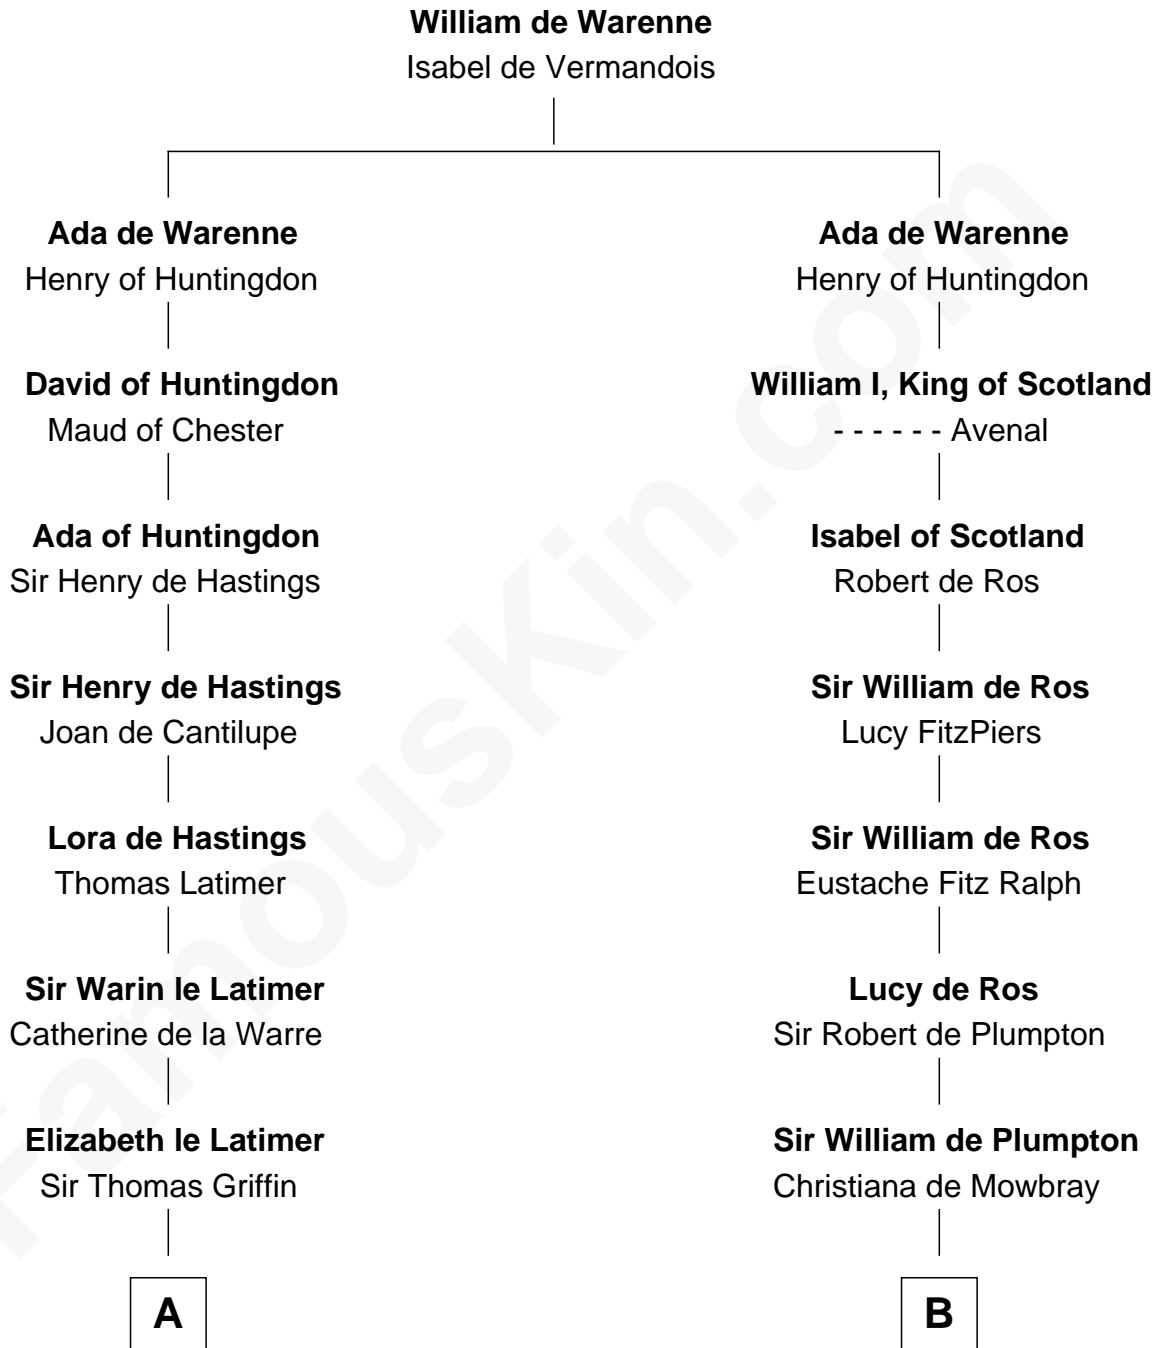 William de Warenne
Isabel de Vermandois
Ada de Warenne
Henry of Huntingdon
David of Huntingdon
Maud of Chester
Ada of Huntingdon
Sir Henry de Hastings
Sir Henry de Hastings
Joan de Cantilupe
Lora de Hastings
Thomas Latimer
Sir Warin le Latimer
Catherine de la Warre
Elizabeth le Latimer
Sir Thomas Griffin
A
Ada de Warenne
Henry of Huntingdon
William I, King of Scotland
- - - - - - Avenal
Isabel of Scotland
Robert de Ros
Sir William de Ros
Lucy FitzPiers
Sir William de Ros
Eustache Fitz Ralph
Lucy de Ros
Sir Robert de Plumpton
Sir William de Plumpton
Christiana de Mowbray
B
FamousKin.com